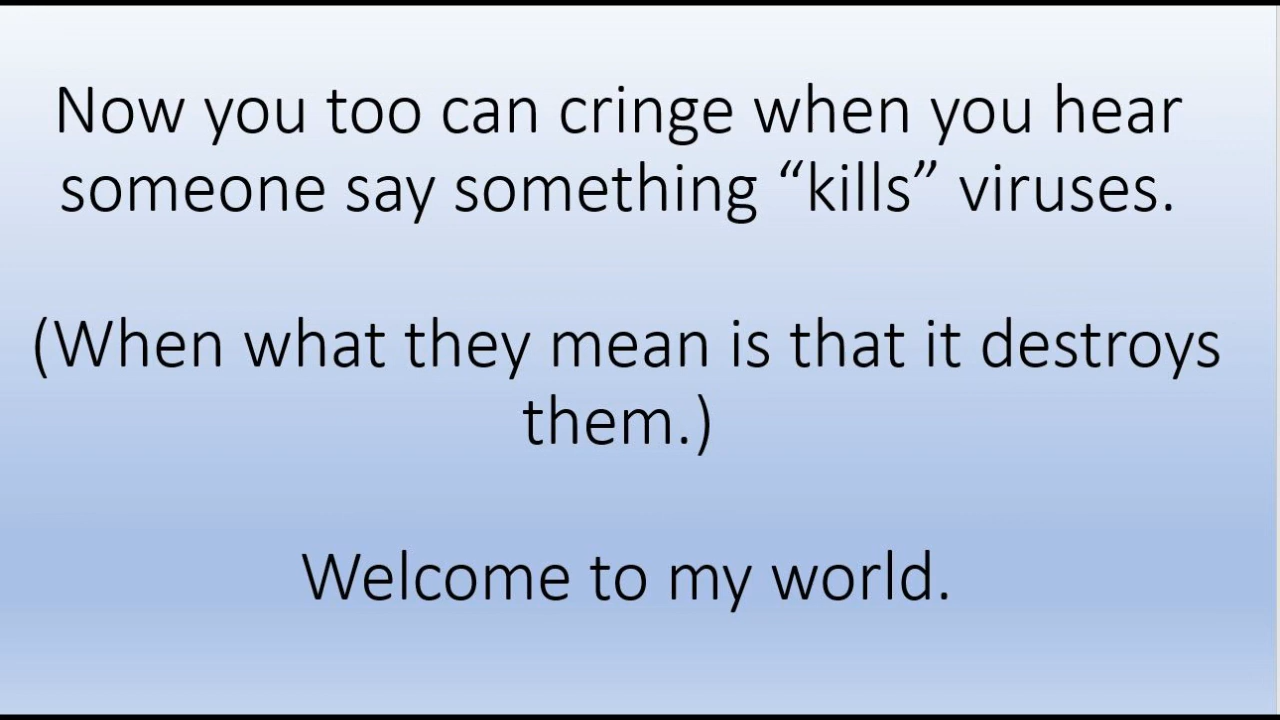 Now you too can cringe when you hear
someone say something “kills” viruses.
(When what they mean is that it destroys
them.)
Welcome to my world.